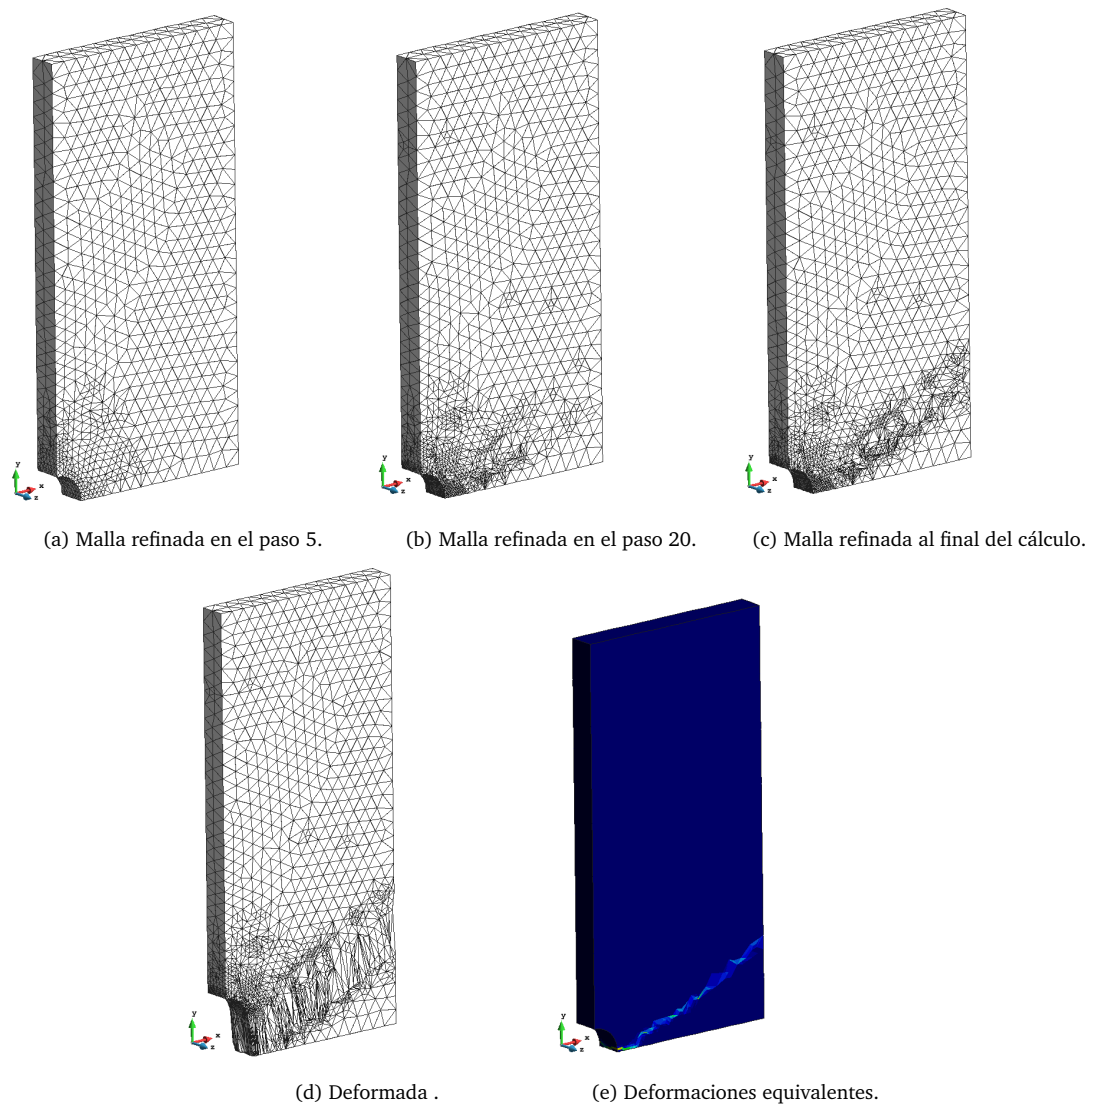 y
x
z
y
x
z
y
x
z
(a) Malla refinada en el paso 5.
(b) Malla refinada en el paso 20.
(c) Malla refinada al final del cálculo.
y
x
z
y
x
z
(d) Deformada .
(e) Deformaciones equivalentes.